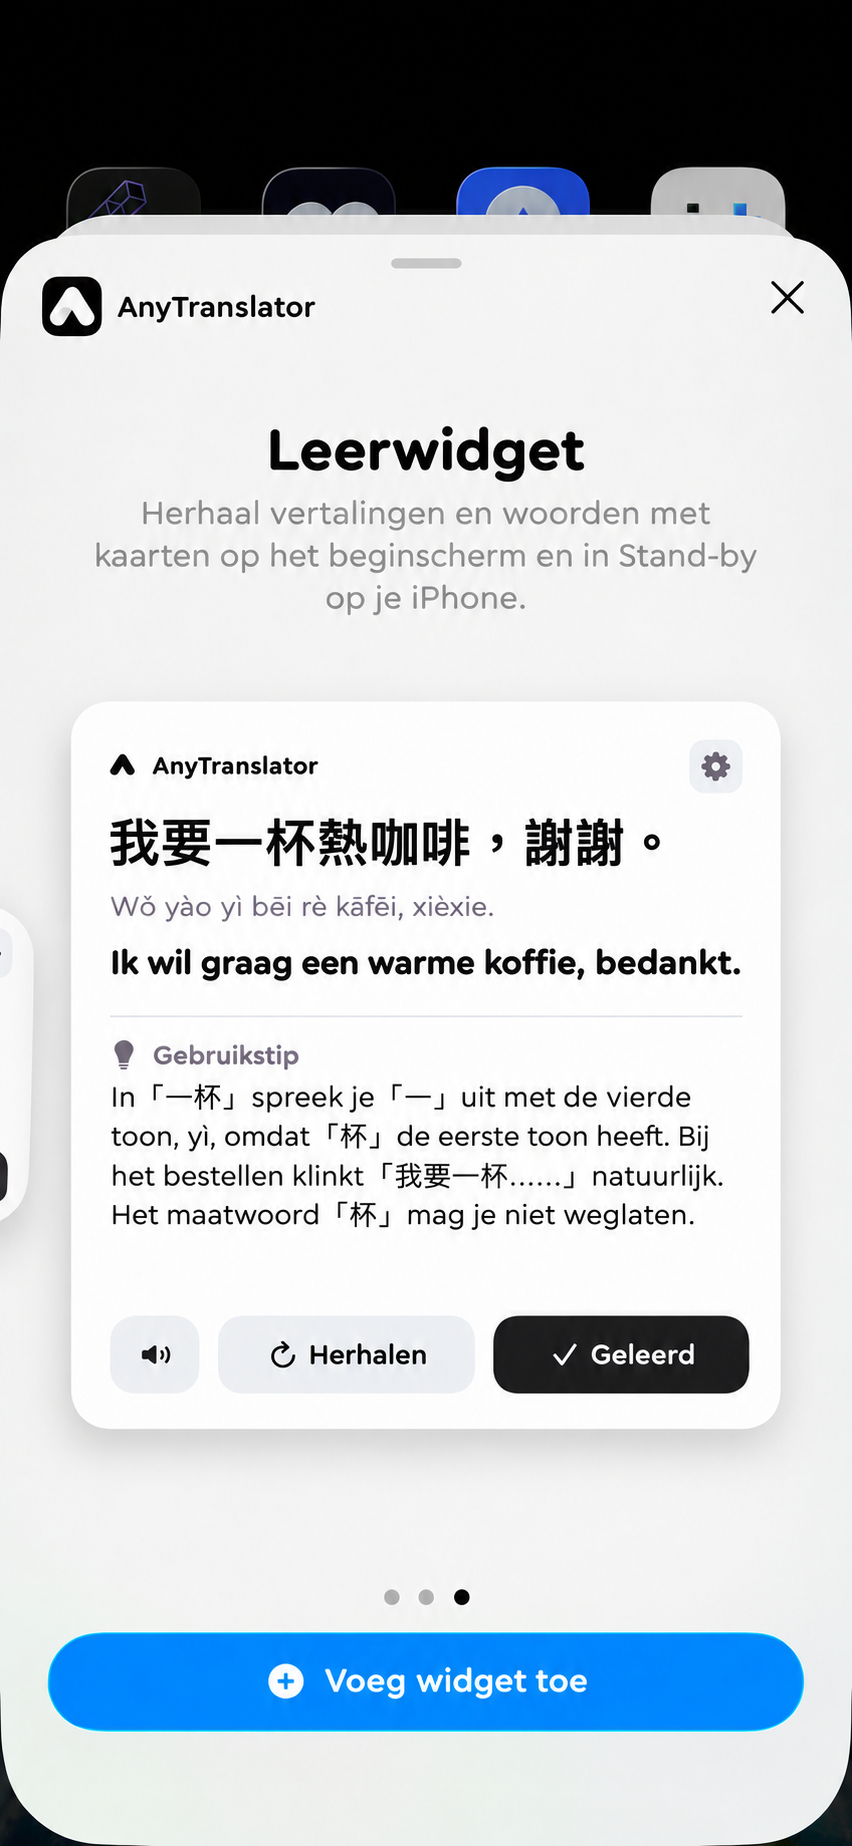 AnyTranslator
Leerwidget
Herhaal vertalingen en woorden met
kaarten op het beginscherm en in Stand-by
op je iPhone.
AnyTranslator
我要一杯熱咖啡，謝謝。
Wǒ yào yì bēi rè kāfēi, xièxie.
Ik wil graag een warme koffie, bedankt.
Gebruikstip
In「一杯」spreek je「一」uit met de vierde
toon, yì, omdat「杯」de eerste toon heeft. Bij
het bestellen klinkt「我要一杯……」natuurlijk.
Het maatwoord「杯」mag je niet weglaten.
Herhalen
Geleerd
Voeg widget toe